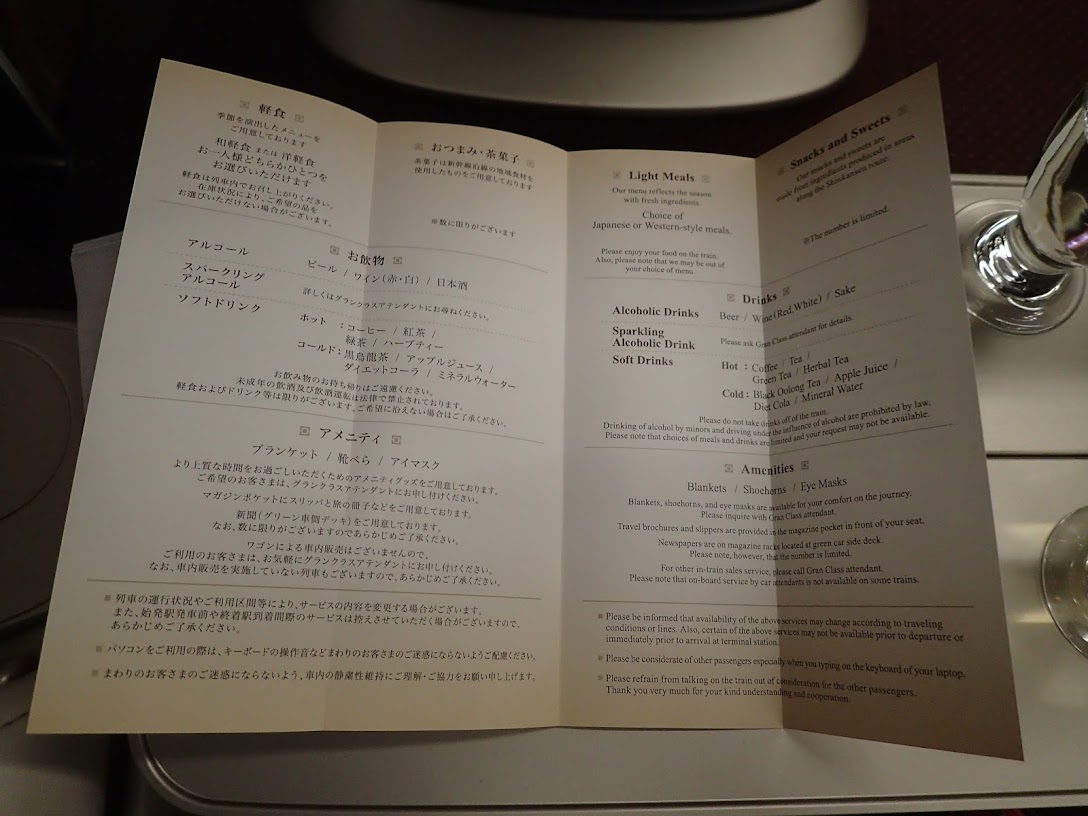 軽食
季節を演出したメニューを
ご用意しております
和軽食 または 洋軽食
お一人様どちらかひとつを
お選びいただけます
軽食は列車内でお召し上がりください。
在庫状況により、ご希望の品を
お選びいただけない場合がございます。
おつまみ・茶菓子
茶菓子は新幹線沿線の地域食材を
使用したものをご用意しております
※数に限りがございます
お飲物
アルコール
ビール / ワイン(赤・白) / 日本酒
スパークリング
アルコール
詳しくはグランクラスアテンダントにお尋ねください。
ソフトドリンク
ホット :コーヒー / 紅茶 /
緑茶 / ハーブティー
コールド:黒烏龍茶 / アップルジュース /
ダイエットコーラ / ミネラルウォーター
お飲み物のお持ち帰りはご遠慮ください。
未成年の飲酒及び飲酒運転は法律で禁止されております。
軽食およびドリンク等は限りがございます。ご希望に沿えない場合はご了承ください。
アメニティ
ブランケット / 靴べら / アイマスク
より上質な時間をお過ごしいただくためのアメニティグッズをご用意しております。
ご希望のお客さまは、グランクラスアテンダントにお申し付けください。
マガジンポケットにスリッパと旅の冊子などをご用意しております。
新聞(グリーン車側デッキ)をご用意しております。
なお、数に限りがございますのであらかじめご了承ください。
ワゴンによる車内販売はございませんので、
ご利用のお客さまは、お気軽にグランクラスアテンダントにお申し付けください。
なお、車内販売を実施していない列車もございますので、あらかじめご了承ください。
列車の運行状況やご利用区間等により、サービスの内容を変更する場合がございます。
また、始発駅発車前や終着駅到着間際のサービスは控えさせていただく場合がございますので、
あらかじめご了承ください。
パソコンをご利用の際は、キーボードの操作音などまわりのお客さまのご迷惑にならないようご配慮ください。
まわりのお客さまのご迷惑にならないよう、車内の静粛性維持にご理解・ご協力をお願い申し上げます。
Light Meals
Our menu reflects the season
with fresh ingredients.
Choice of
Japanese or Western-style meals.
Please enjoy your food on the train.
Also, please note that we may be out of
your choice of menu.
Snacks and Sweets
Our snacks and sweets are
made from ingredients produced in areas
along the Shinkansen route.
※The number is limited.
Drinks
Alcoholic Drinks
Beer / Wine(Red,White) / Sake
Sparkling
Alcoholic Drink
Please ask Gran Class attendant for details.
Soft Drinks
Hot : Coffee / Tea /
Green Tea / Herbal Tea
Cold : Black Oolong Tea / Apple Juice /
Diet Cola / Mineral Water
Please do not take drinks off of the train.
Drinking of alcohol by minors and driving under the influence of alcohol are prohibited by law.
Please note that choices of meals and drinks are limited and your request may not be available.
Amenities
Blankets / Shoehorns / Eye Masks
Blankets, shoehorns, and eye masks are available for your comfort on the journey.
Please inquire with Gran Class attendant.
Travel brochures and slippers are provided in the magazine pocket in front of your seat.
Newspapers are on magazine racks located at green car side deck.
Please note, however, that the number is limited.
For other in-train sales service, please call Gran Class attendant.
Please note that on-board service by car attendants is not available on some trains.
Please be informed that availability of the above services may change according to traveling
conditions or lines. Also, certain of the above services may not be available prior to departure or
immediately prior to arrival at terminal station.
Please be considerate of other passengers especially when you typing on the keyboard of your laptop.
Please refrain from talking on the train out of consideration for the other passengers.
Thank you very much for your kind understanding and cooperation.